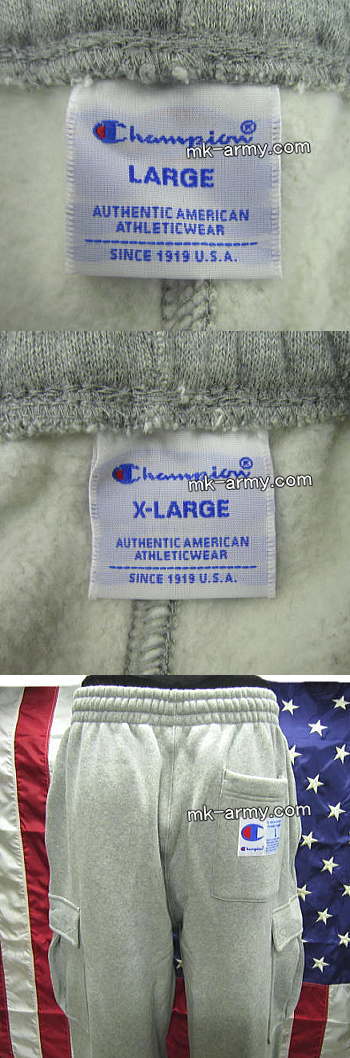 Champion®
mk-army.com
LARGE
AUTHENTIC AMERICAN
ATHLETICWEAR
SINCE 1919 U.S.A.
Champion®
mk-army.com
X-LARGE
AUTHENTIC AMERICAN
ATHLETICWEAR
SINCE 1919 U.S.A.
mk-army.com
L
Champion